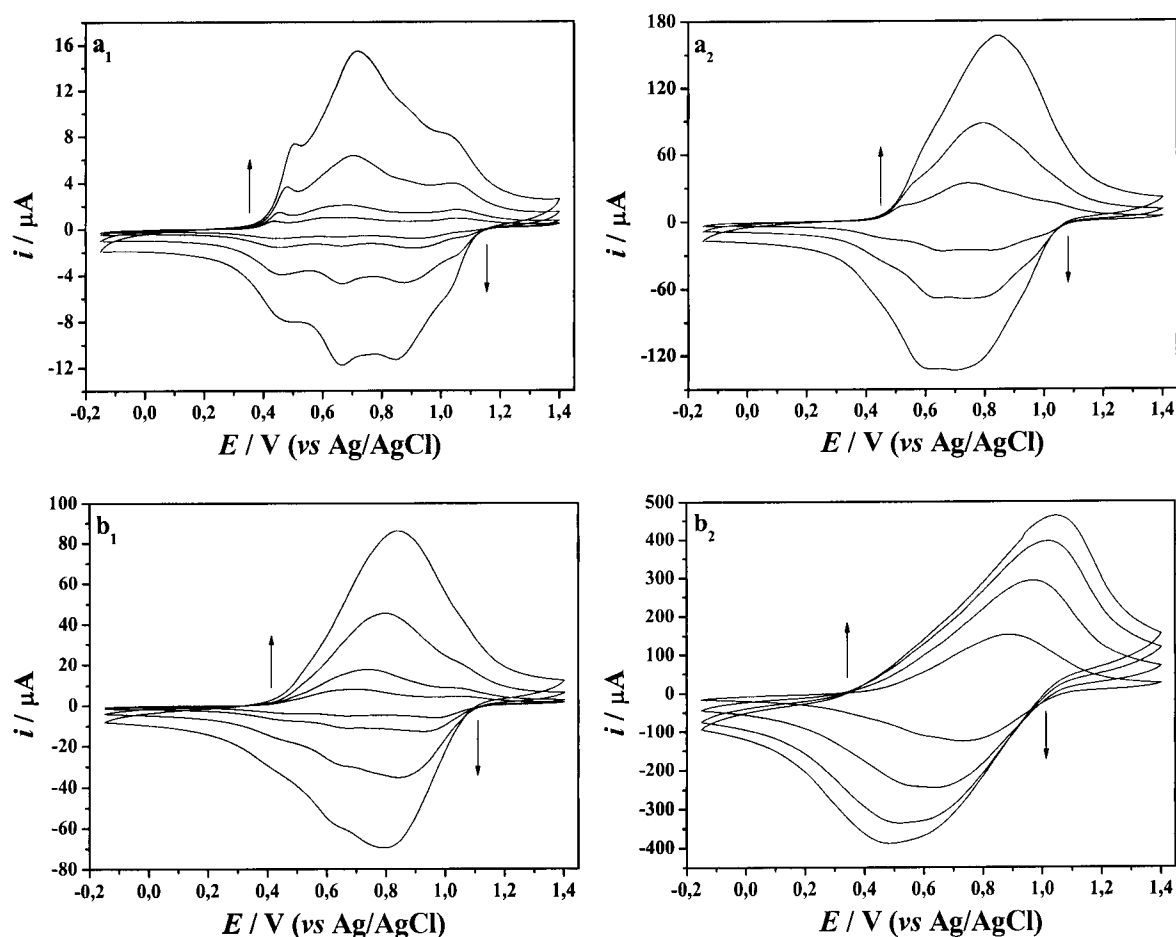 a1
16
12
8
4
0
-4
-8
-12
i / µA
-0,2 0,0 0,2 0,4 0,6 0,8 1,0 1,2 1,4
E / V (vs Ag/AgCl)
a2
180
120
60
0
-60
-120
i / µA
-0,2 0,0 0,2 0,4 0,6 0,8 1,0 1,2 1,4
E / V (vs Ag/AgCl)
b1
100
80
60
40
20
0
-20
-40
-60
-80
i / µA
-0,2 0,0 0,2 0,4 0,6 0,8 1,0 1,2 1,4
E / V (vs Ag/AgCl)
b2
500
400
300
200
100
0
-100
-200
-300
-400
i / µA
-0,2 0,0 0,2 0,4 0,6 0,8 1,0 1,2 1,4
E / V (vs Ag/AgCl)